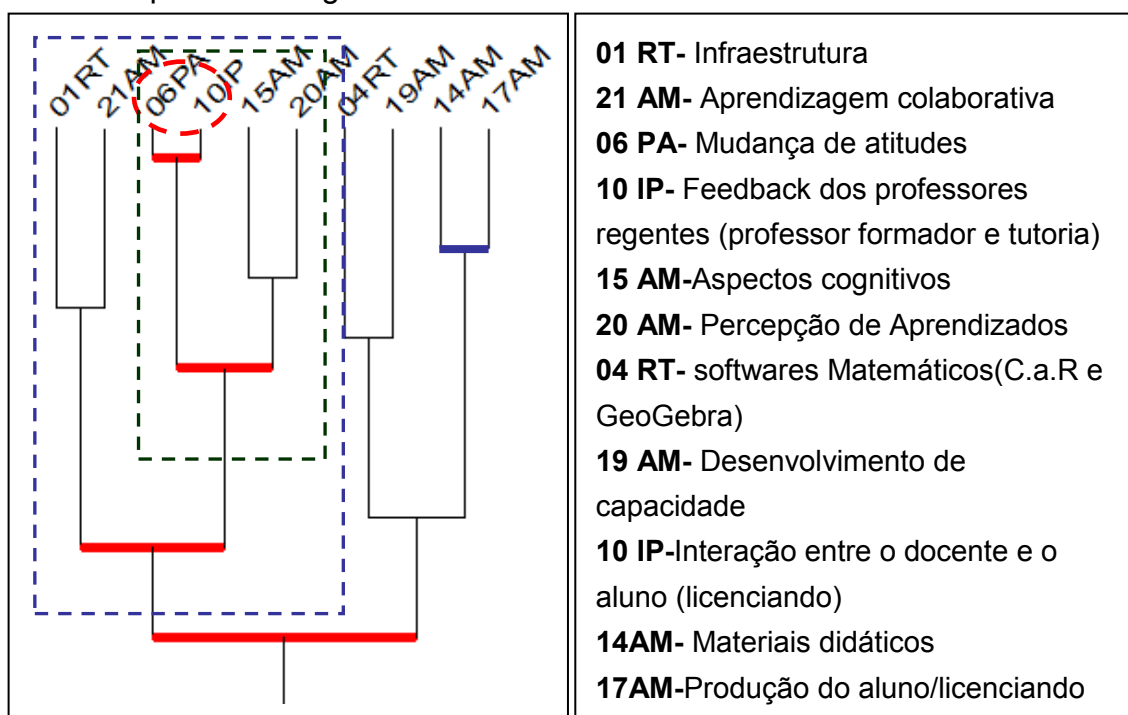 01RT
21AM
06PA
10IP
15AM
20AM
04RT
19AM
14AM
17AM
01 RT- Infraestrutura
21 AM- Aprendizagem colaborativa
06 PA- Mudança de atitudes
10 IP- Feedback dos professores
regentes (professor formador e tutoria)
15 AM-Aspectos cognitivos
20 AM- Percepção de Aprendizados
04 RT- softwares Matemáticos(C.a.R e
GeoGebra)
19 AM- Desenvolvimento de
capacidade
10 IP-Interação entre o docente e o
aluno (licenciando)
14AM- Materiais didáticos
17AM-Produção do aluno/licenciando